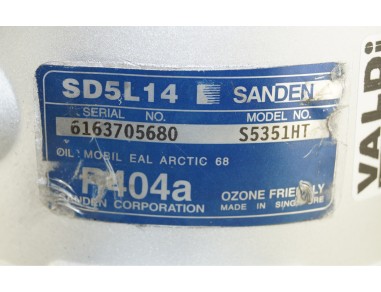 SD5L14 SANDEN
SERIAL NO. MODEL NO.
6163705680 S5351HT
OIL: MOBIL EAL ARCTIC 68
R404a OZONE FRIENDLY
SANDEN CORPORATION MADE IN SINGAPORE
VALDi